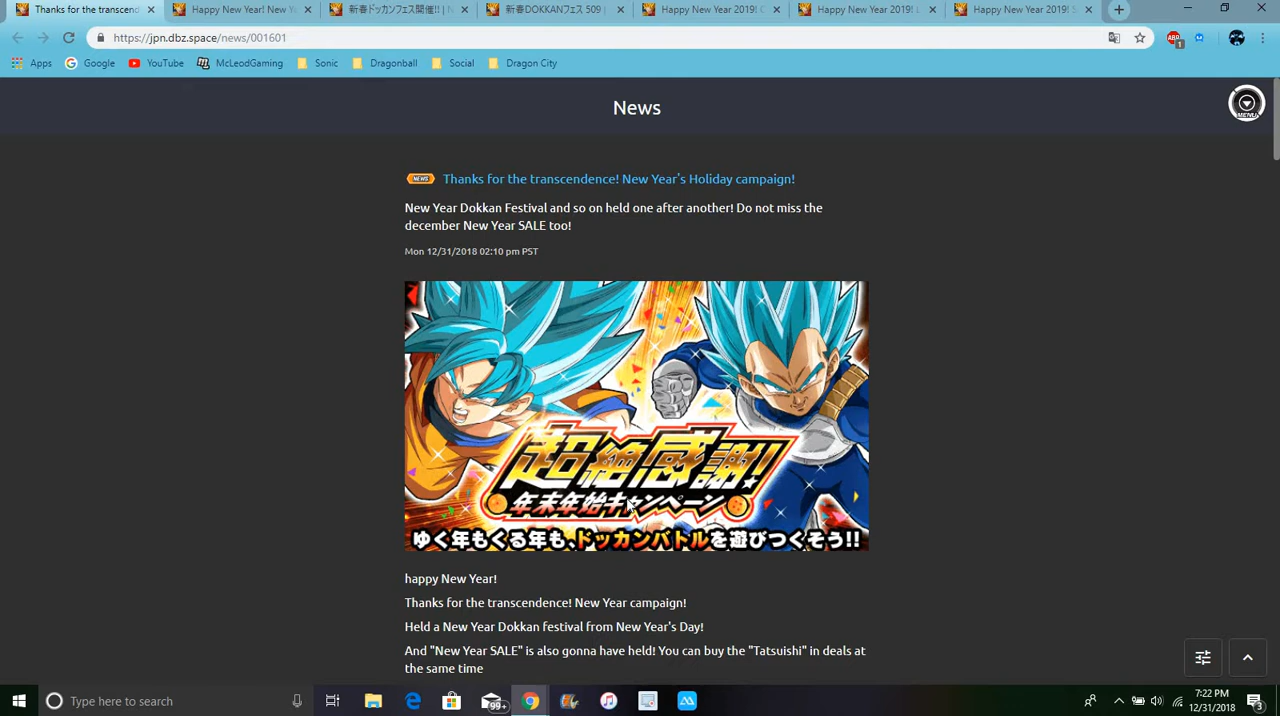 Thanks for the transcend
Happy New Year! New Ye
新春ドッカンフェス開催!! | N
新春DOKKANフェス 509 |
Happy New Year 2019! C
Happy New Year 2019! L
Happy New Year 2019! S
https://jpn.dbz.space/news/001601
ABP
1
Apps
Google
YouTube
McLeodGaming
Sonic
Dragonball
Social
Dragon City
News
MENU
NEWS
Thanks for the transcendence! New Year's Holiday campaign!
New Year Dokkan Festival and so on held one after another! Do not miss the
december New Year SALE too!
Mon 12/31/2018 02:10 pm PST
超絶感謝!
年末年始キャンペーン
ゆく年もくる年も、ドッカンバトルを遊びつくそう!!
happy New Year!
Thanks for the transcendence! New Year campaign!
Held a New Year Dokkan festival from New Year's Day!
And "New Year SALE" is also gonna have held! You can buy the "Tatsuishi" in deals at
the same time
Type here to search
99+
7:22 PM
12/31/2018
3